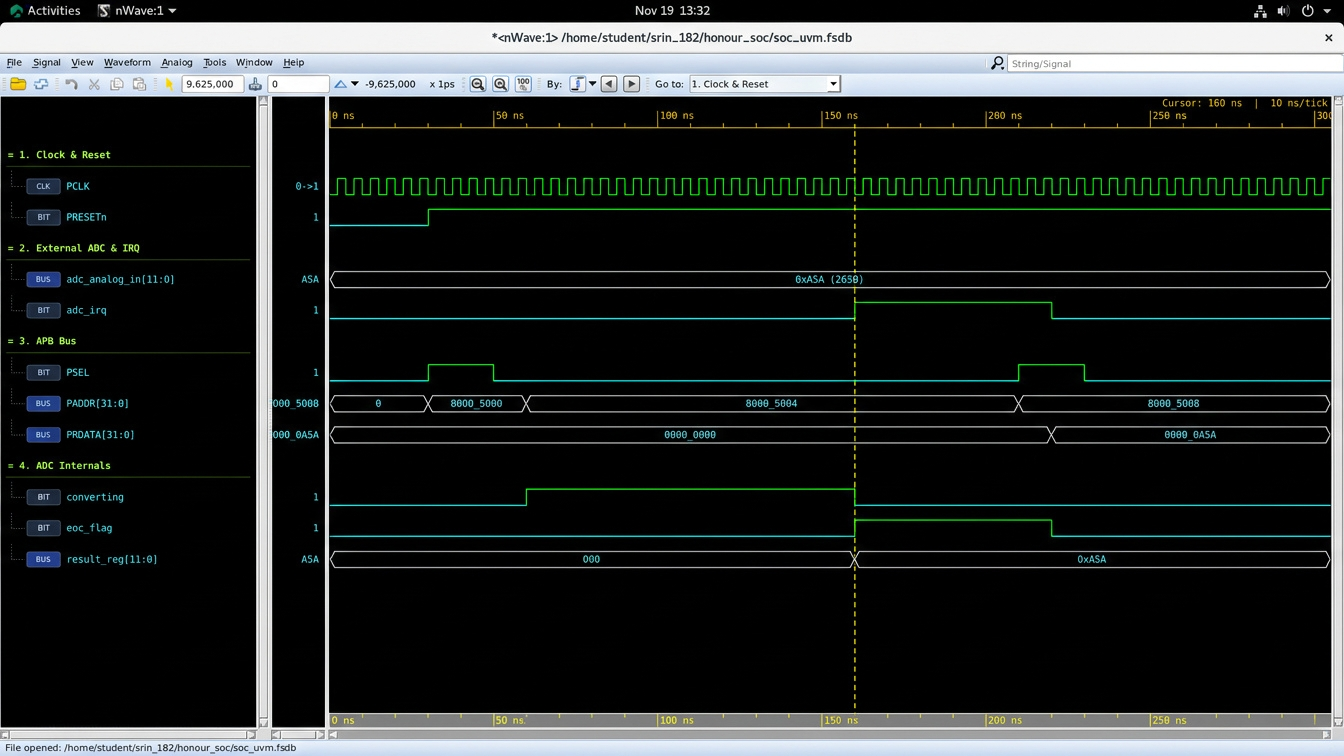 Activities nWave:1 Nov 19 13:32
*<nWave:1> /home/student/srin_182/honour_soc/soc_uvm.fsdb ×
File Signal View Waveform Analog Tools Window Help String/Signal
9.625,000 0 -9,625,000 x 1ps 100 By: Go to: 1. Clock & Reset
Cursor: 160 ns | 10 ns/tick
0 ns 50 ns 100 ns 150 ns 200 ns 250 ns 300
= 1. Clock & Reset
CLK PCLK 0->1
BIT PRESETn 1
= 2. External ADC & IRQ
BUS adc_analog_in[11:0] ASA 0xASA (2650)
BIT adc_irq 1
= 3. APB Bus
BIT PSEL 1
BUS PADDR[31:0] 000_5008 0 8000_5000 8000_5004 8000_5008
BUS PRDATA[31:0] 000_0A5A 0000_0000 0000_0A5A
= 4. ADC Internals
BIT converting 1
BIT eoc_flag 1
BUS result_reg[11:0] A5A 000 0xASA
0 ns 50 ns 100 ns 150 ns 200 ns 250 ns
File opened: /home/student/srin_182/honour_soc/soc_uvm.fsdb